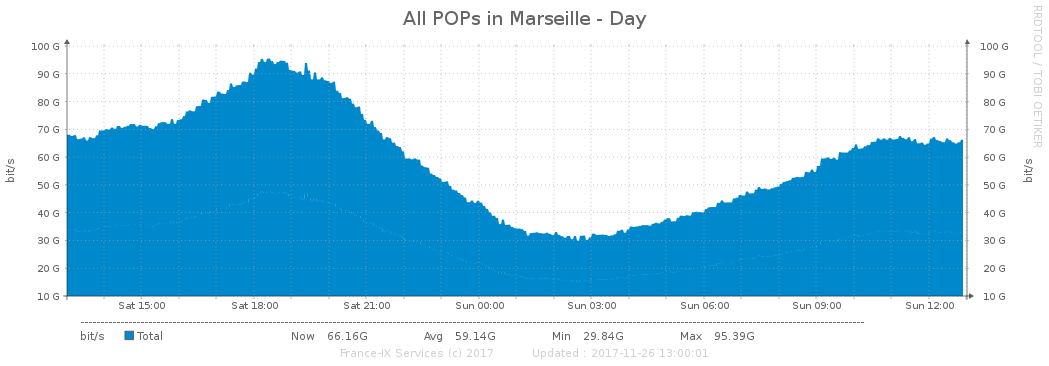 All POPs in Marseille - Day
RRDTOOL / TOBI OETIKER
100 G 100 G
90 G 90 G
80 G 80 G
70 G 70 G
60 G 60 G
50 G 50 G
40 G 40 G
30 G 30 G
20 G 20 G
10 G 10 G
bit/s bit/s
Sat 15:00 Sat 18:00 Sat 21:00 Sun 00:00 Sun 03:00 Sun 06:00 Sun 09:00 Sun 12:00
bit/s Total Now 66.16G Avg 59.14G Min 29.84G Max 95.39G
France-IX Services (c) 2017 Updated : 2017-11-26 13:00:01